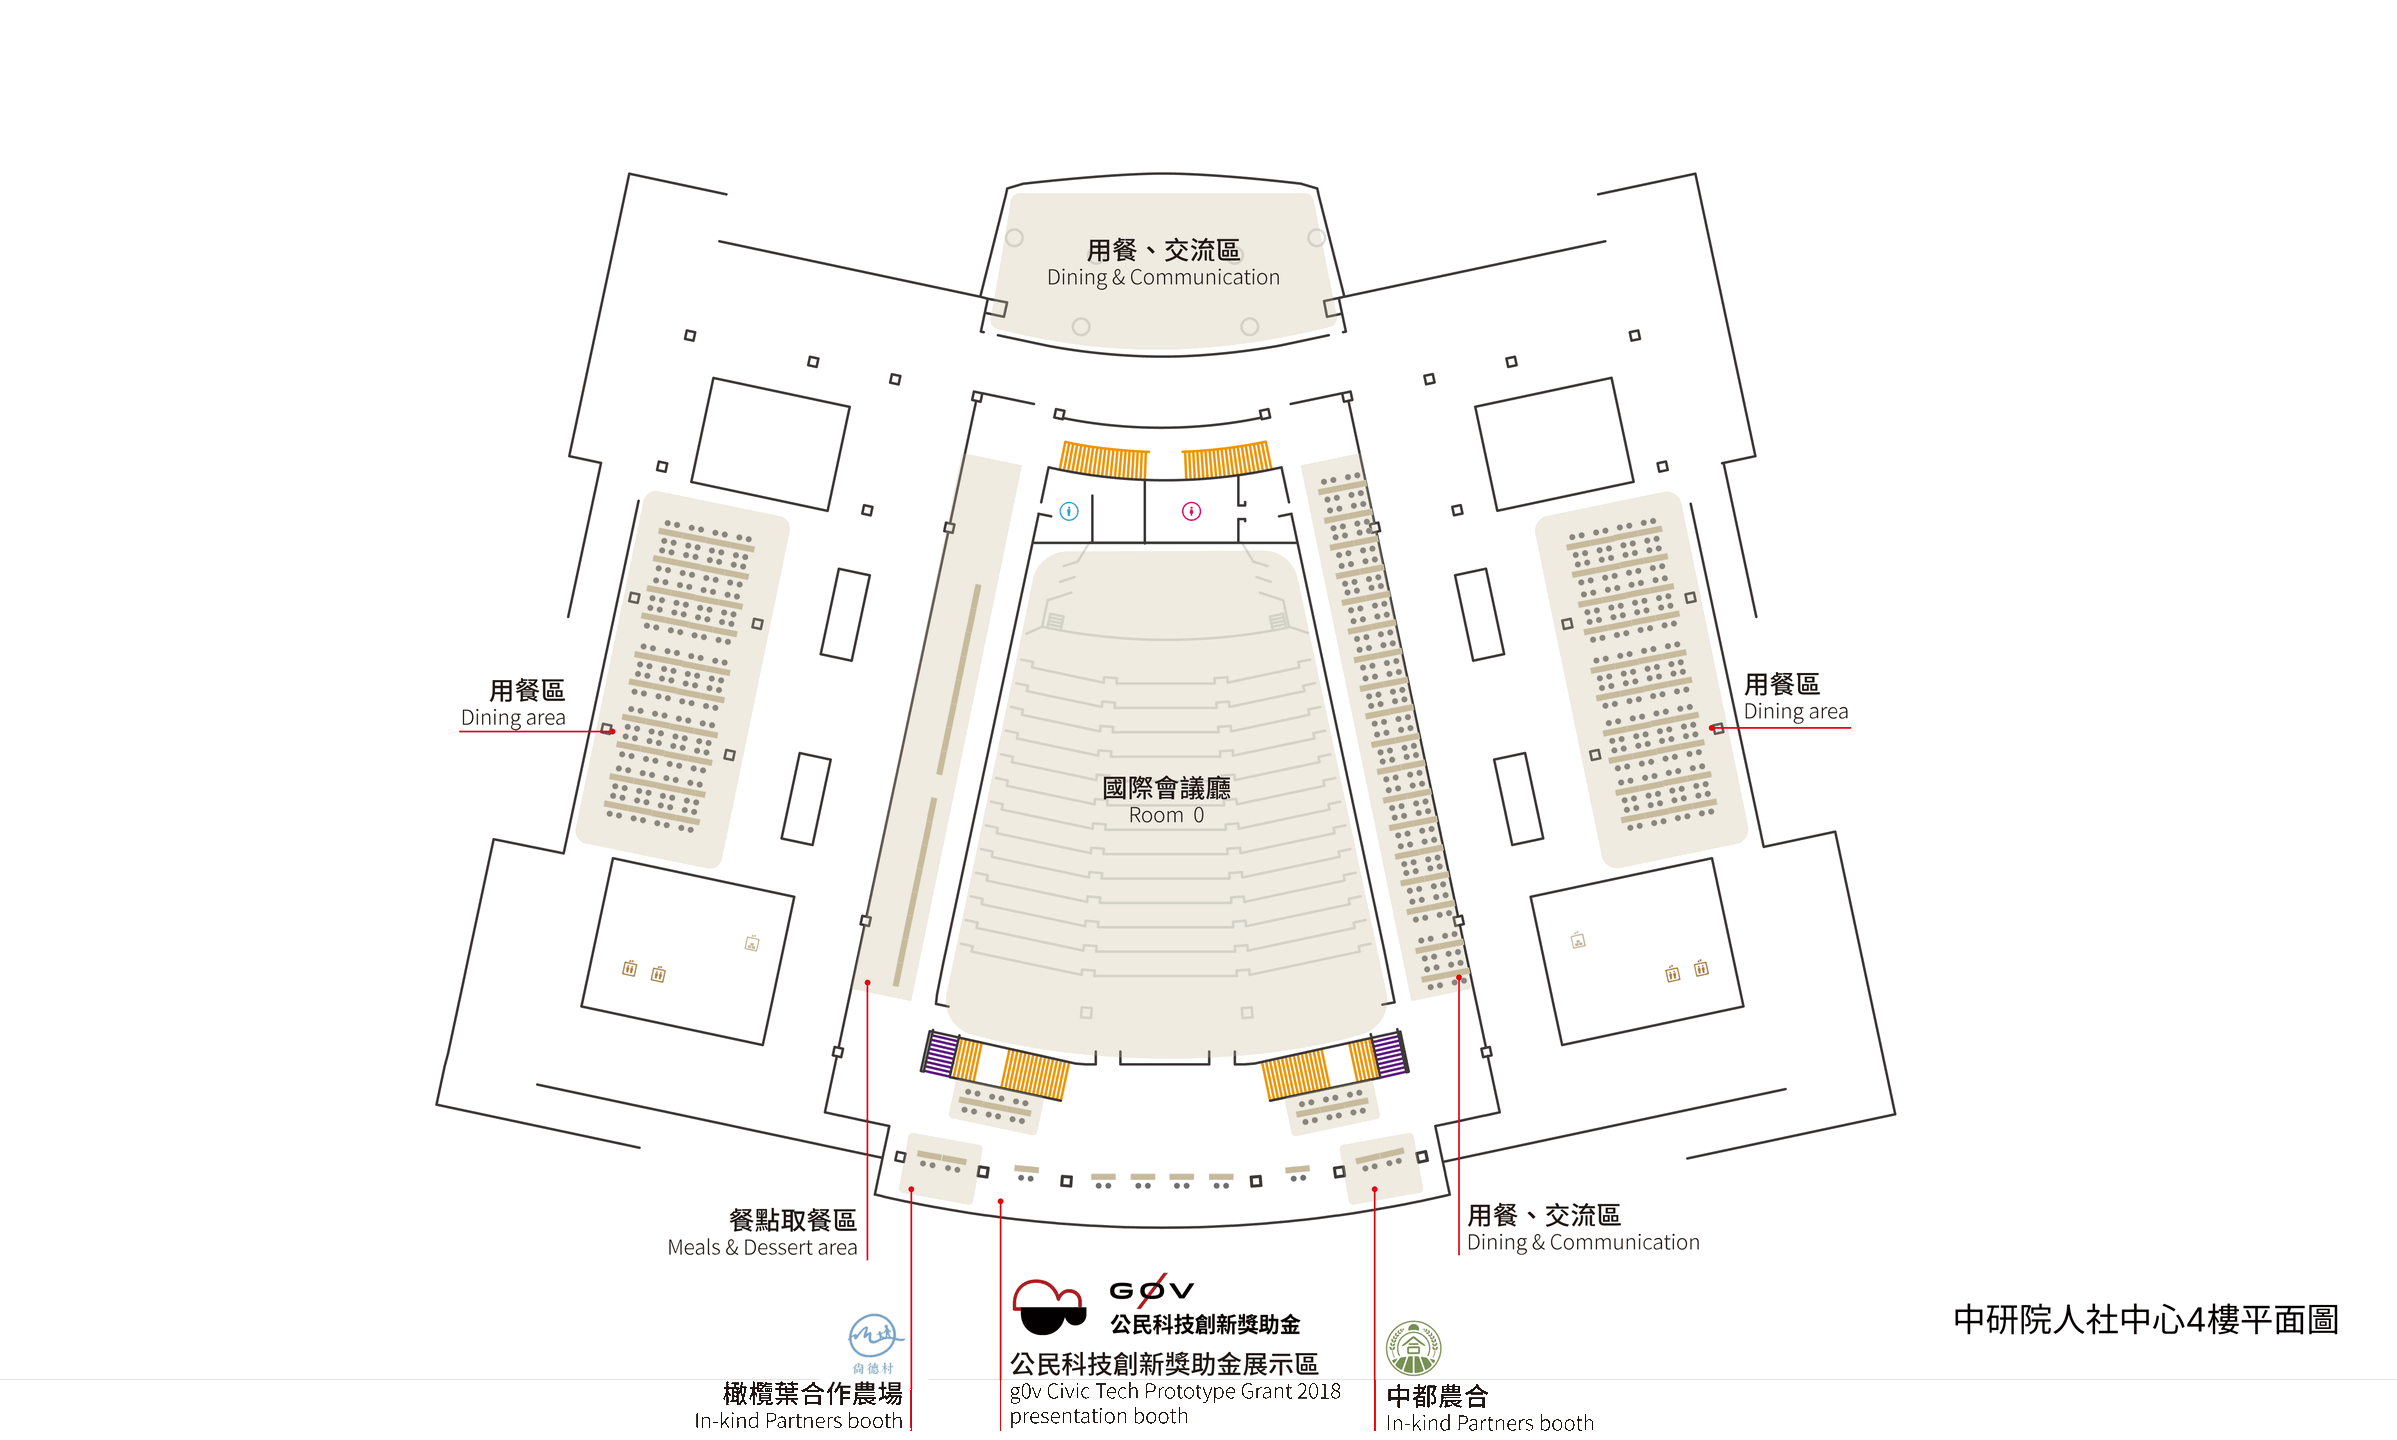 用餐、交流區
Dining & Communication
用餐區
Dining area
用餐區
Dining area
國際會議廳
Room 0
餐點取餐區
Meals & Dessert area
用餐、交流區
Dining & Communication
g0v
公民科技創新獎助金
公民科技創新獎助金展示區
g0v Civic Tech Prototype Grant 2018
presentation booth
尙德村
橄欖葉合作農場
In-kind Partners booth
合
中都農合
In-kind Partners booth
中研院人社中心4樓平面圖